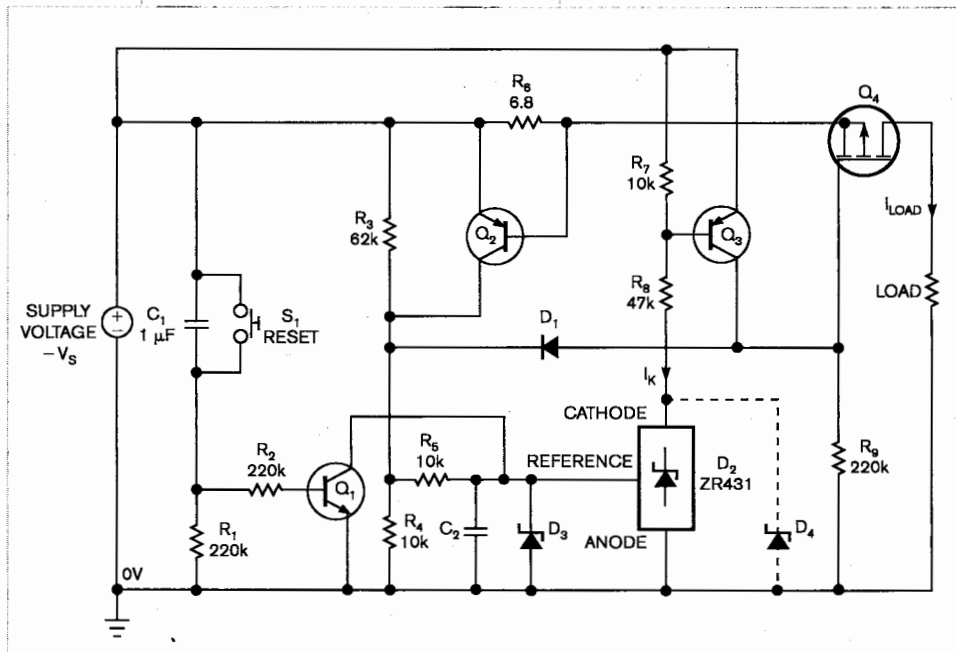 R6
6.8
Q4
R7
10k
iLOAD
R3
62k
Q2
Q3
LOAD
R8
47k
SUPPLY
VOLTAGE
−VS
+
−
C1
1 μF
S1
RESET
D1
IK
CATHODE
R2
220k
R5
10k
REFERENCE
D2
ZR431
R9
220k
Q1
R1
220k
R4
10k
C2
D3
ANODE
D4
0V